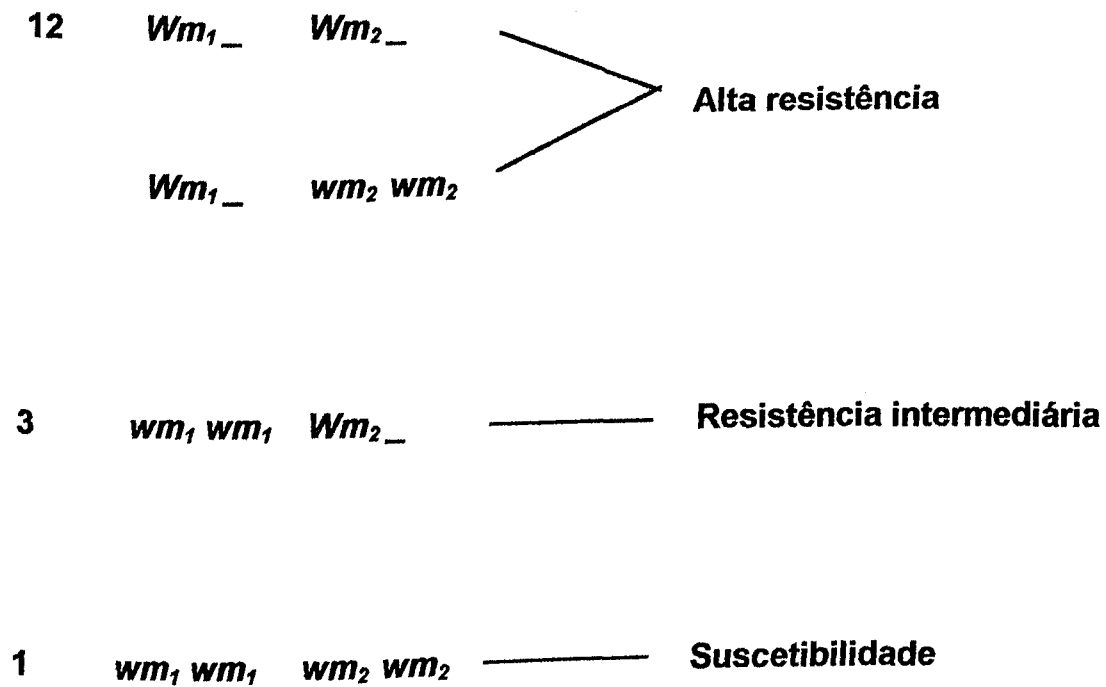 12 Wm₁_ Wm₂_
Alta resistência
Wm₁_ wm₂ wm₂
3 wm₁ wm₁ Wm₂_ Resistência intermediária
1 wm₁ wm₁ wm₂ wm₂ Suscetibilidade